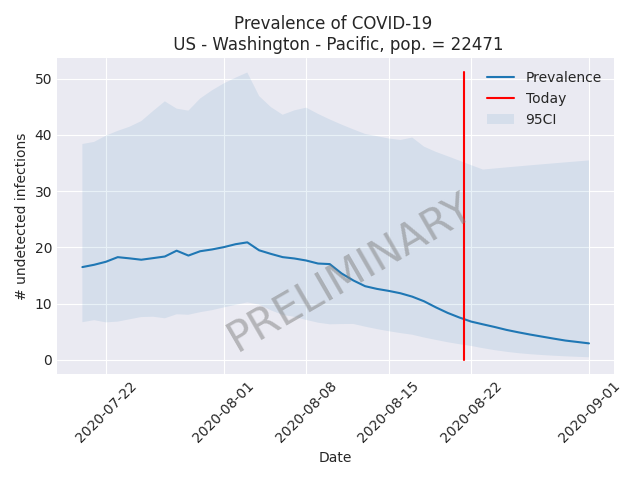 Prevalence of COVID-19
US - Washington - Pacific, pop. = 22471
# undetected infections
50
40
30
20
10
0
Prevalence
Today
95CI
PRELIMINARY
2020-07-22
2020-08-01
2020-08-08
2020-08-15
2020-08-22
2020-09-01
Date